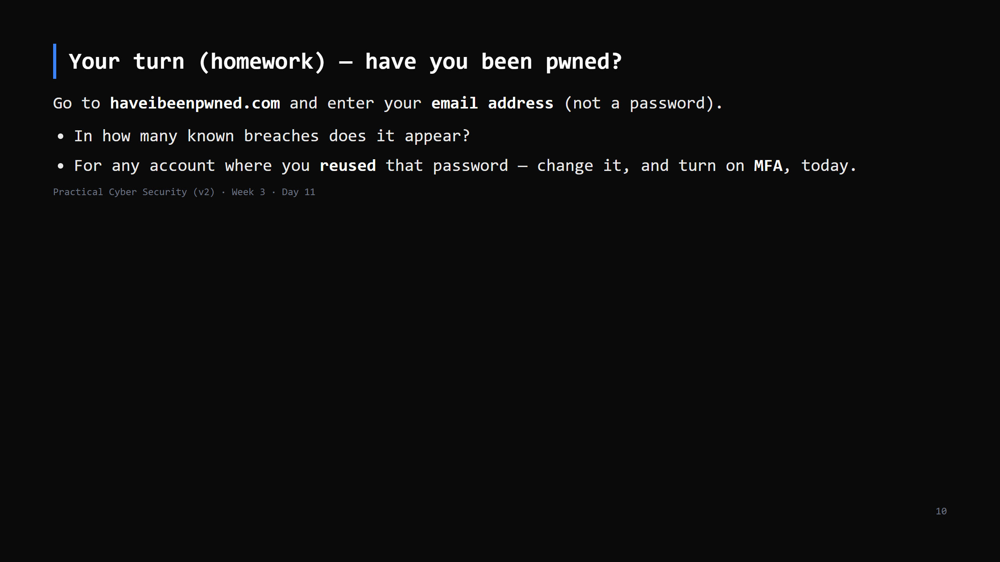 Your turn (homework) — have you been pwned?
Go to haveibeenpwned.com and enter your email address (not a password).
• In how many known breaches does it appear?
• For any account where you reused that password — change it, and turn on MFA, today.
Practical Cyber Security (v2) · Week 3 · Day 11
10